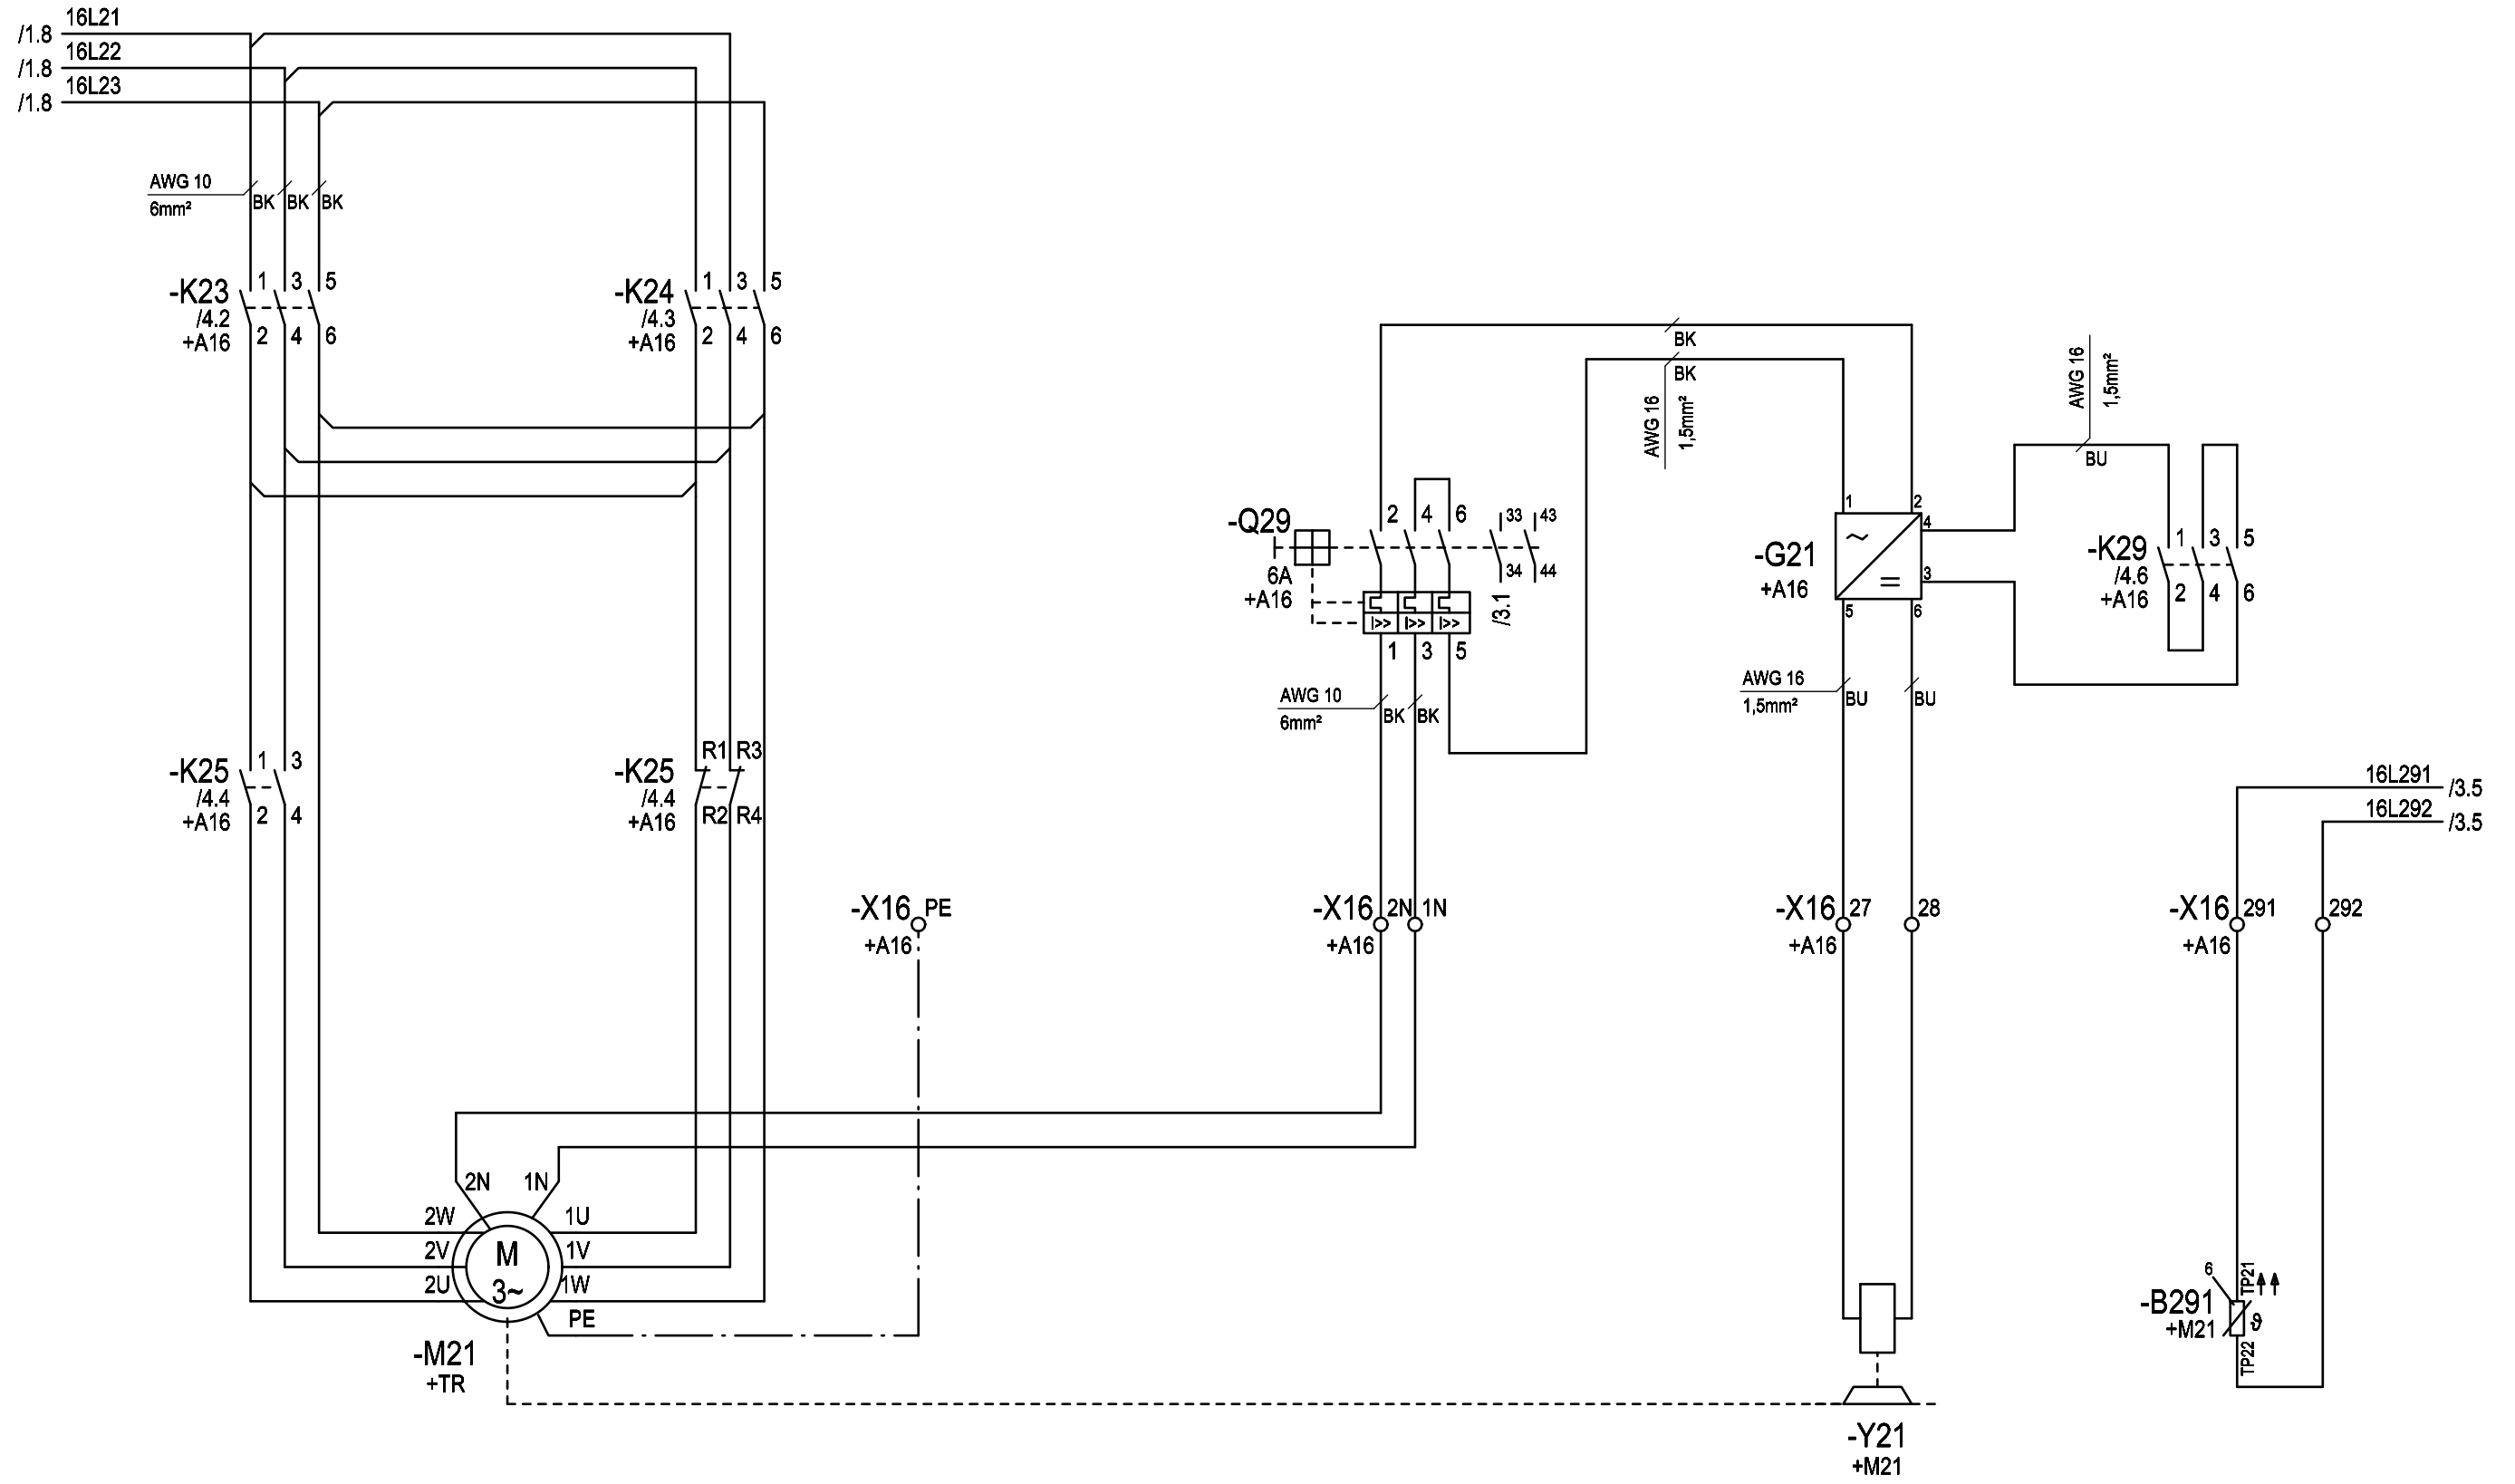 16L21
/1.8
16L22
/1.8
16L23
/1.8
AWG 10
6mm²
BK BK BK
-K23
/4.2
+A16
1 3 5
2 4 6
-K24
/4.3
+A16
1 3 5
2 4 6
BK
BK
AWG 16
1,5mm²
AWG 16
1,5mm²
BU
-Q29
6A
+A16
2 4 6
33 43
34 44
I>> I>> I>>
/3.1
1 3 5
-G21
+A16
1 2
4
3
5 6
~
=
-K29
/4.6
+A16
1 3 5
2 4 6
AWG 10
6mm²
BK BK
AWG 16
1,5mm²
BU BU
-K25
/4.4
+A16
1 3
2 4
-K25
/4.4
+A16
R1 R3
R2 R4
16L291
/3.5
16L292
/3.5
-X16 PE
+A16
-X16 2N 1N
+A16
-X16 27 28
+A16
-X16 291 292
+A16
2N 1N
2W 1U
2V 1V
2U 1W
M
3~
PE
-M21
+TR
-Y21
+M21
6
TP21
-B291
+M21
ϑ
TP22